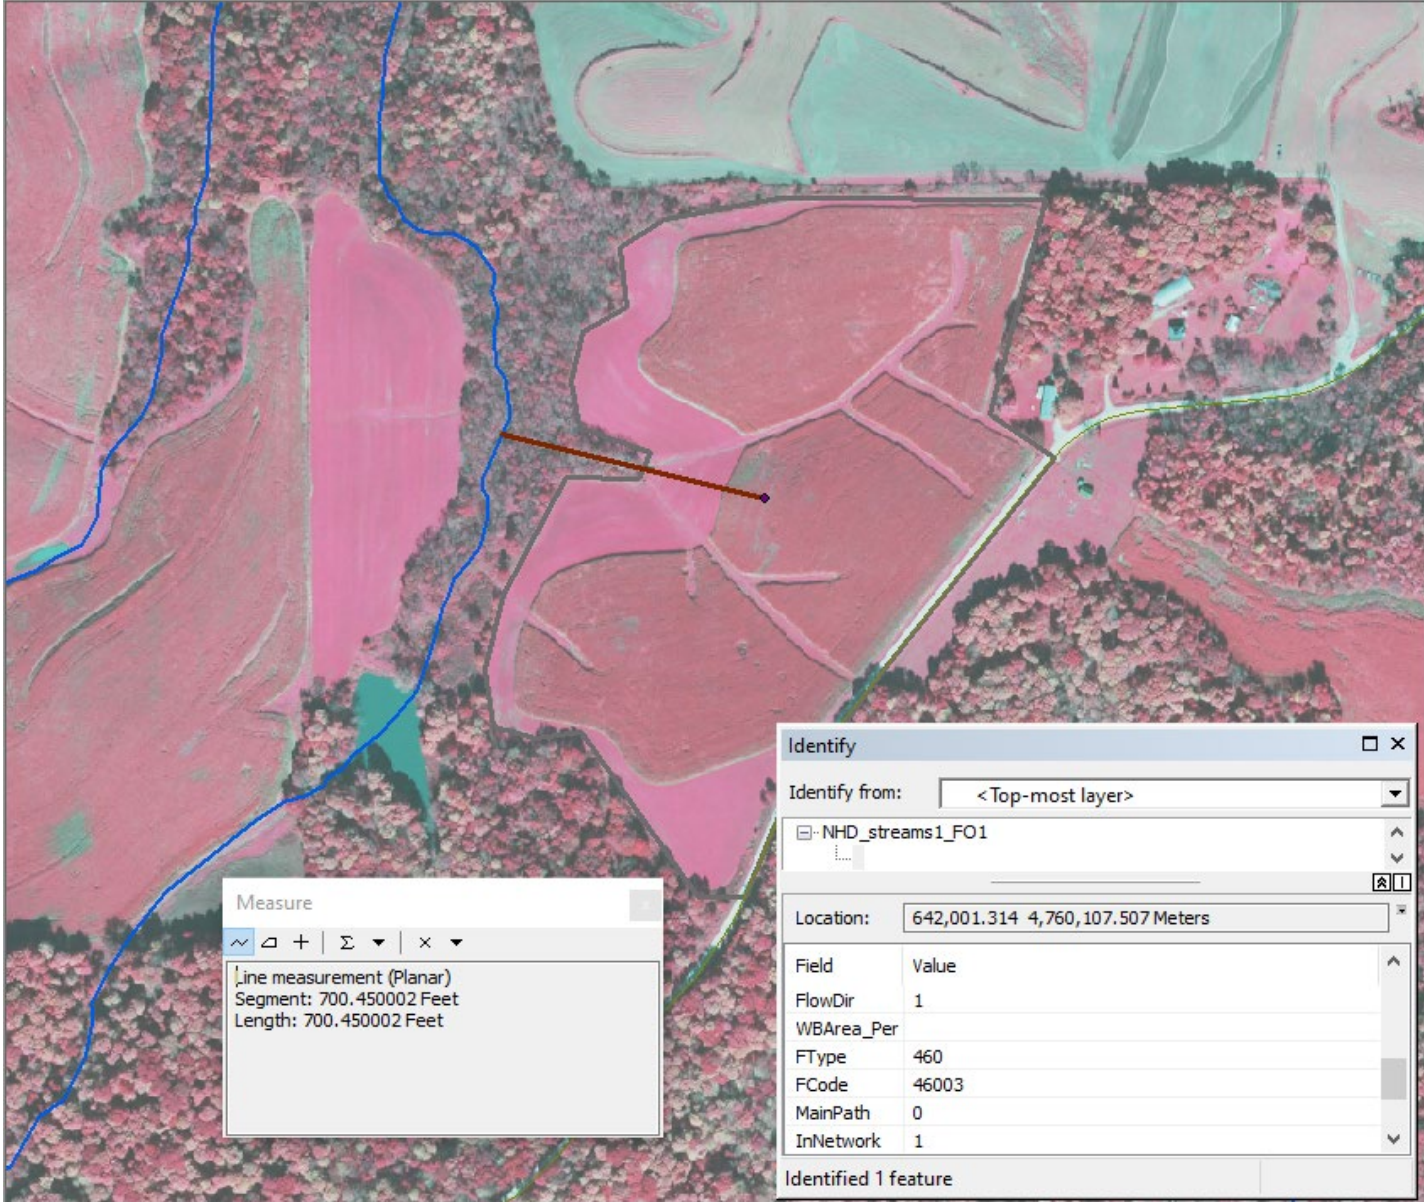 Identify
Identify from: <Top-most layer>
NHD_streams1_FO1
Location: 642,001.314 4,760,107.507 Meters
Field Value
FlowDir 1
WBArea_Per
FType 460
FCode 46003
MainPath 0
InNetwork 1
Identified 1 feature
Measure
Line measurement (Planar)
Segment: 700.450002 Feet
Length: 700.450002 Feet